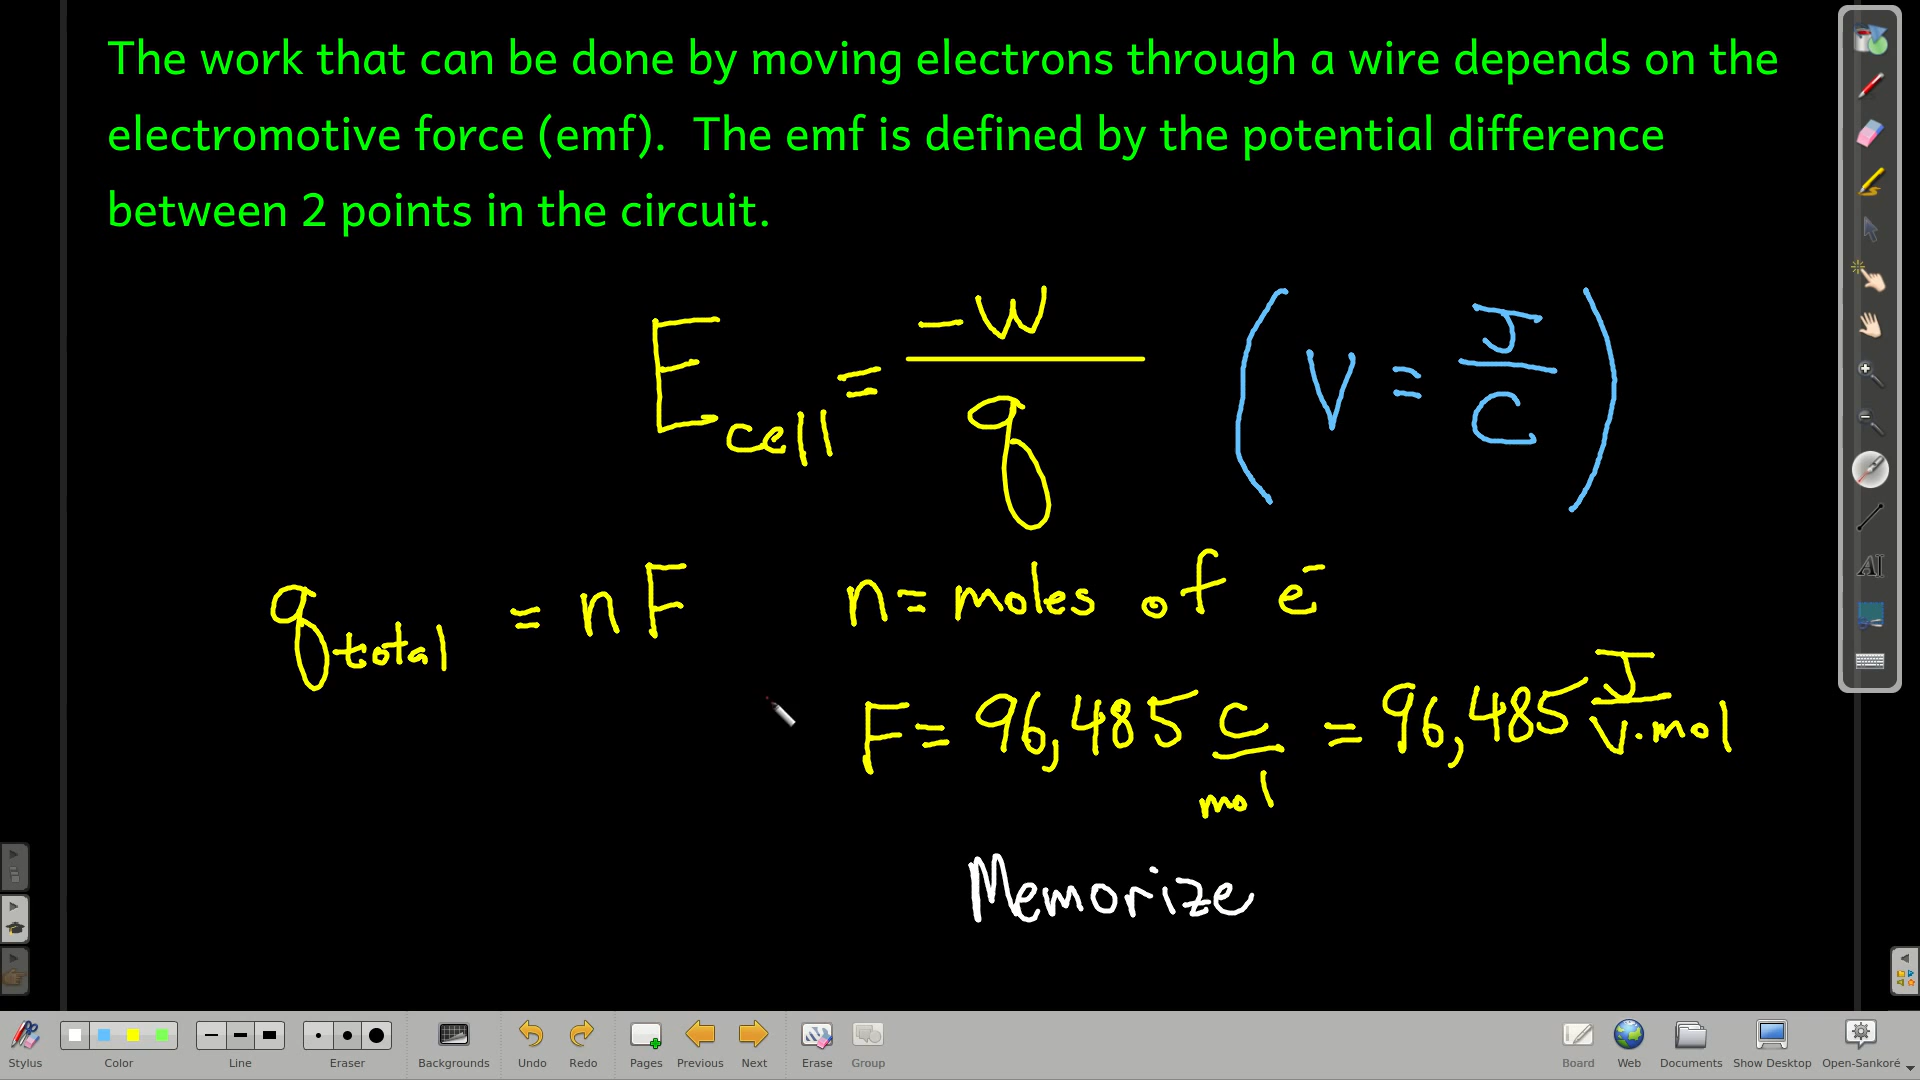 The work that can be done by moving electrons through a wire depends on the
electromotive force (emf).  The emf is defined by the potential difference
between 2 points in the circuit.
E_cell = -w/q (V = J/C)
q_total = nF n = moles of e⁻
F = 96,485 C/mol = 96,485 J/V·mol
Memorize
Stylus Color Line Eraser Backgrounds Undo Redo Pages Previous Next Erase Group Board Web Documents Show Desktop Open-Sankoré